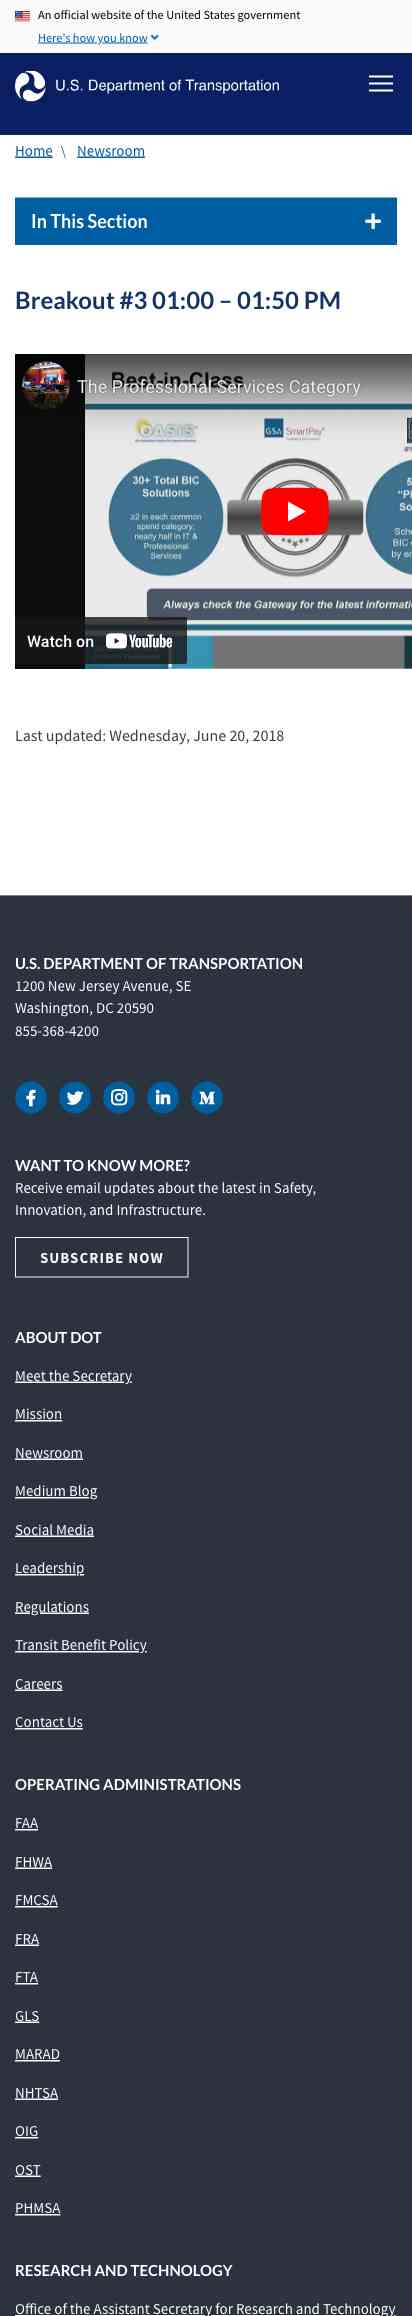 An official website of the United States government
Here's how you know
U.S. Department of Transportation
Home \ Newsroom
In This Section
Breakout #3 01:00 – 01:50 PM
Best-in-Class
The Professional Services Category
OASIS
GSA SmartPay
30+ Total BIC
Solutions
≥2 in each common
spend category;
nearly half in IT &
Professional
Services
Always check the Gateway for the latest informati
Watch on YouTube
Last updated: Wednesday, June 20, 2018
U.S. DEPARTMENT OF TRANSPORTATION
1200 New Jersey Avenue, SE
Washington, DC 20590
855-368-4200
WANT TO KNOW MORE?
Receive email updates about the latest in Safety,
Innovation, and Infrastructure.
SUBSCRIBE NOW
ABOUT DOT
Meet the Secretary
Mission
Newsroom
Medium Blog
Social Media
Leadership
Regulations
Transit Benefit Policy
Careers
Contact Us
OPERATING ADMINISTRATIONS
FAA
FHWA
FMCSA
FRA
FTA
GLS
MARAD
NHTSA
OIG
OST
PHMSA
RESEARCH AND TECHNOLOGY
Office of the Assistant Secretary for Research and Technology